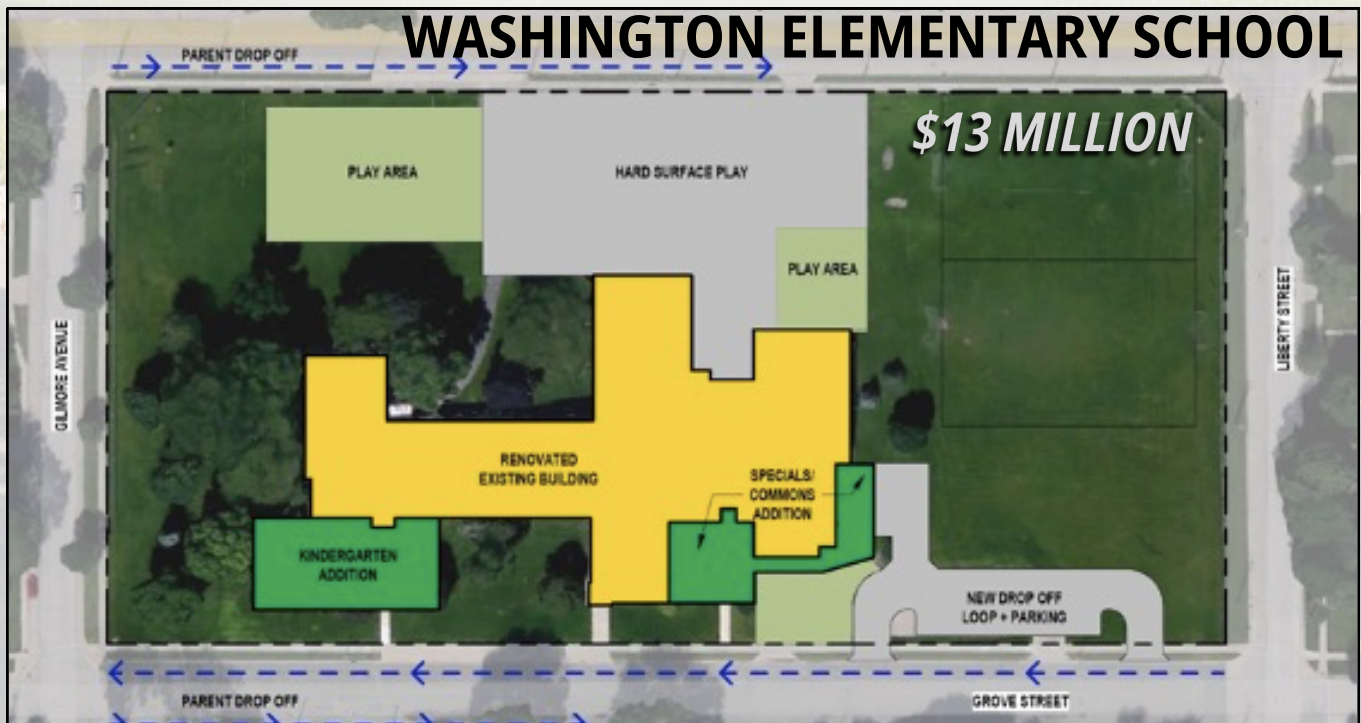 WASHINGTON ELEMENTARY SCHOOL
PARENT DROP OFF
$13 MILLION
PLAY AREA
HARD SURFACE PLAY
PLAY AREA
GILMORE AVENUE
LIBERTY STREET
RENOVATED
EXISTING BUILDING
SPECIALS/
COMMONS
ADDITION
KINDERGARTEN
ADDITION
NEW DROP OFF
LOOP + PARKING
PARENT DROP OFF
GROVE STREET